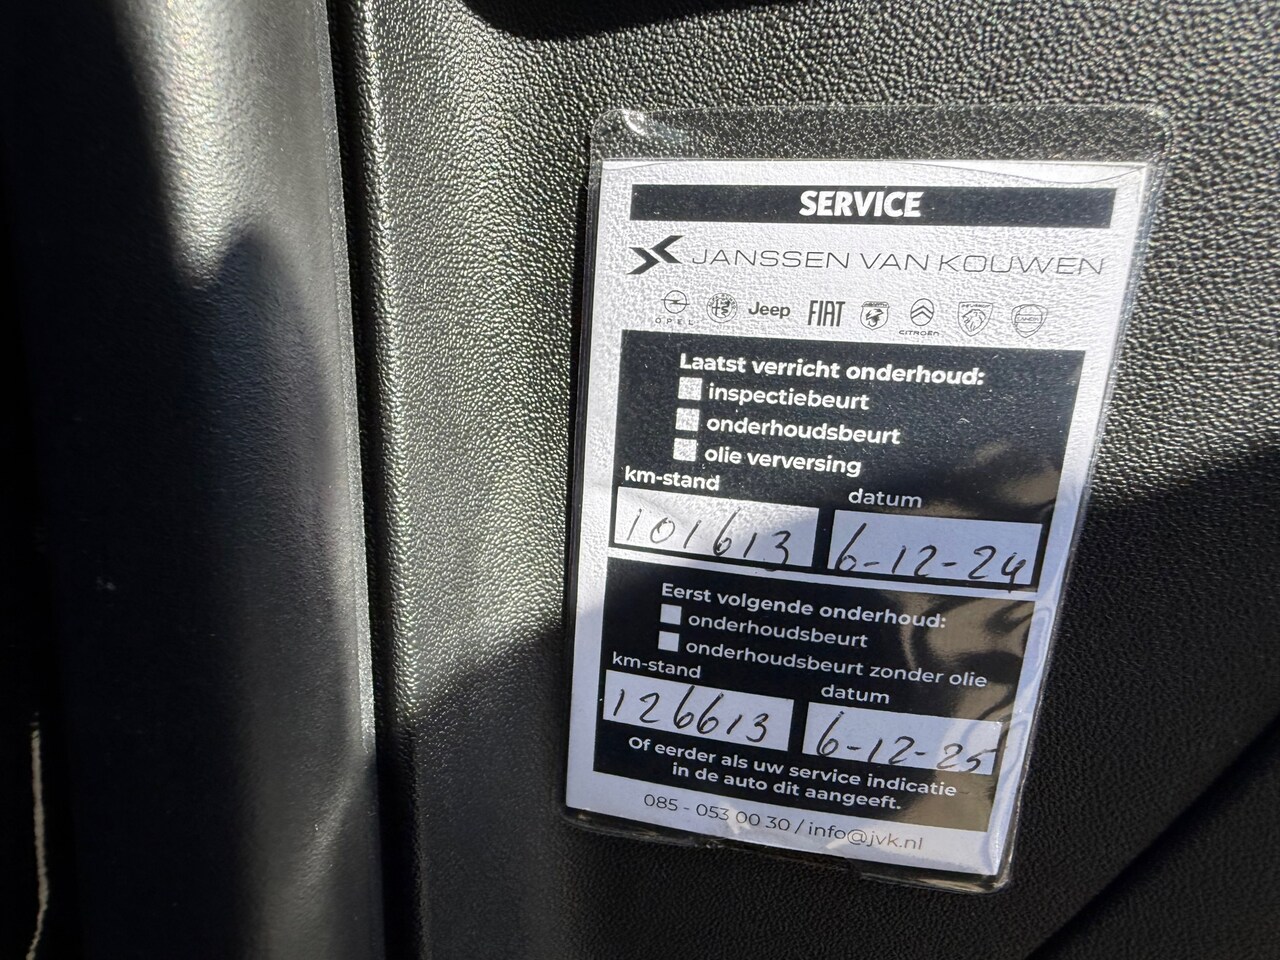 SERVICE
JANSSEN VAN KOUWEN
OPEL Jeep FIAT CITROËN PEUGEOT
Laatst verricht onderhoud:
inspectiebeurt
onderhoudsbeurt
olie verversing
km-stand datum
101613 6-12-24
Eerst volgende onderhoud:
onderhoudsbeurt
onderhoudsbeurt zonder olie
km-stand datum
126613 6-12-25
Of eerder als uw service indicatie
in de auto dit aangeeft.
085 - 053 00 30 / info@jvk.nl